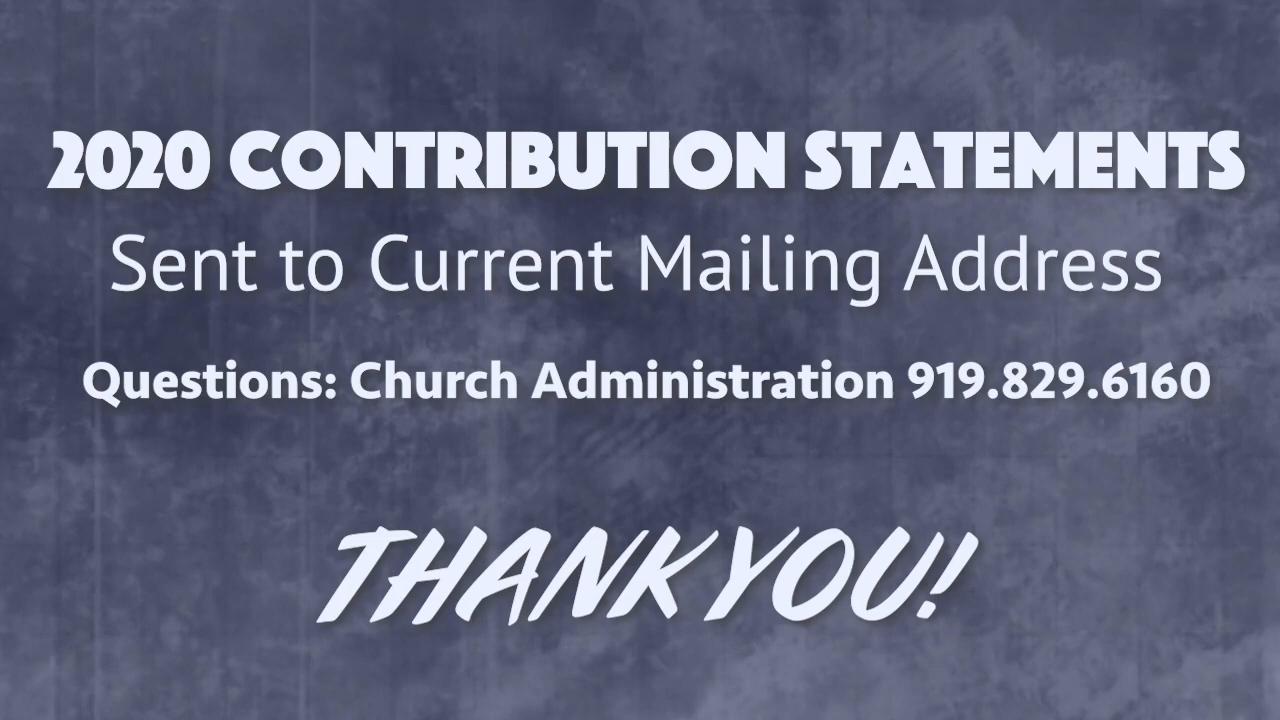 2020 CONTRIBUTION STATEMENTS
Sent to Current Mailing Address
Questions: Church Administration 919.829.6160
THANK YOU!